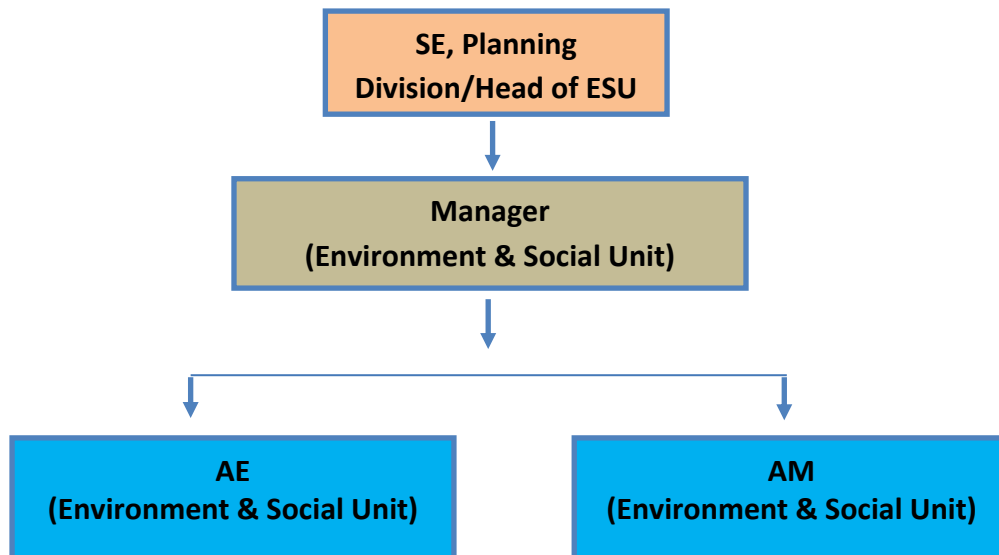 SE, Planning
Division/Head of ESU
Manager
(Environment & Social Unit)
AE
(Environment & Social Unit)
AM
(Environment & Social Unit)